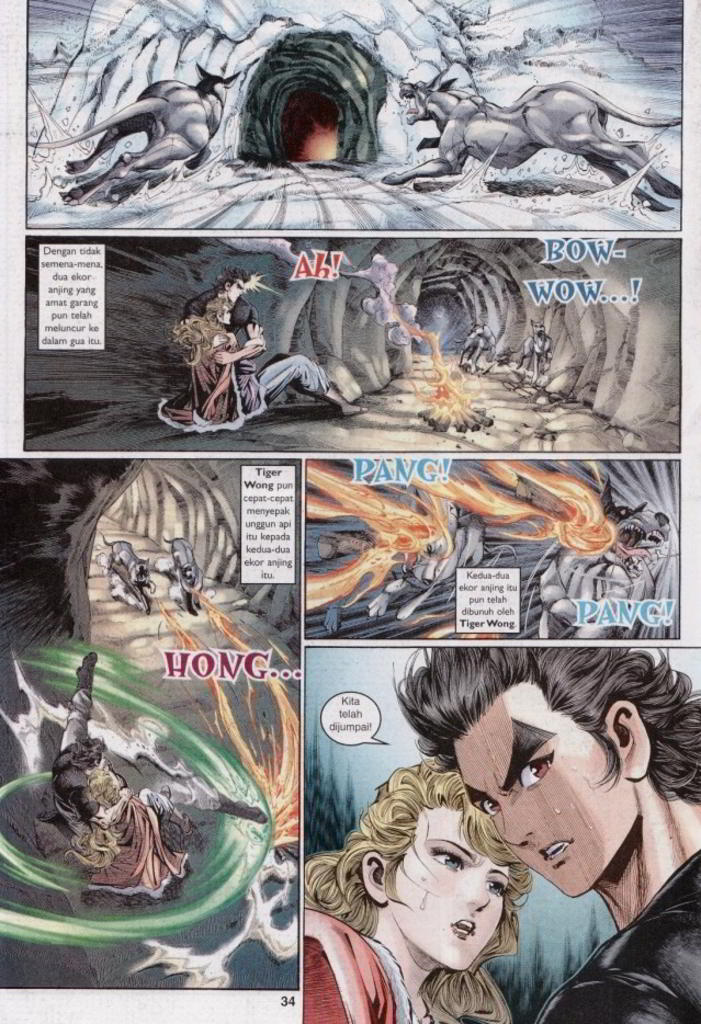 Dengan tidak
semena-mena,
dua ekor
anjing yang
amat garang
pun telah
meluncur ke
dalam gua itu.
Ah!
BOW-
WOW...!
Tiger
Wong pun
cepat-cepat
menyepak
unggun api
itu kepada
kedua-dua
ekor anjing
itu.
HONG...
PANG!
Kedua-dua
ekor anjing itu
pun telah
dibunuh oleh
Tiger Wong.
PANG!
Kita
telah
dijumpai!
34